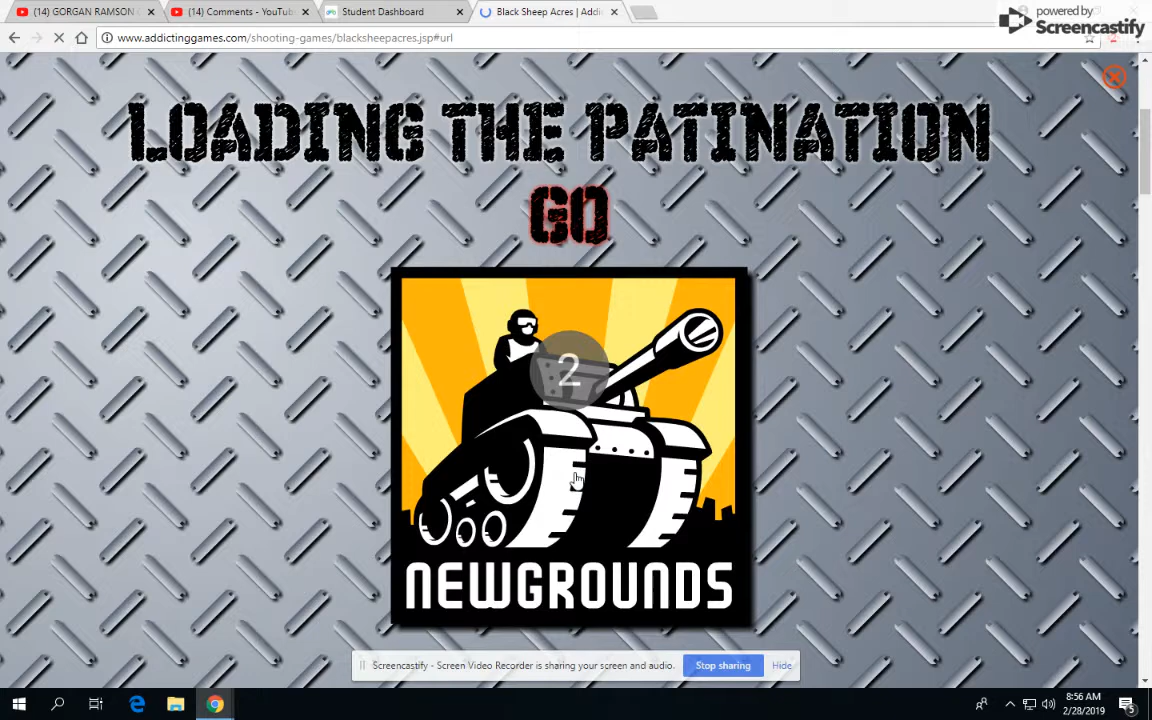 (14) GORGAN RAMSON
(14) Comments - YouTub
Student Dashboard
Black Sheep Acres | Addi
powered by
Screencastify
www.addictinggames.com/shooting-games/blacksheepacres.jsp#url
LOADING THE PATINATION
GO
2
NEWGROUNDS
Screencastify - Screen Video Recorder is sharing your screen and audio.
Stop sharing
Hide
8:56 AM
2/28/2019
5